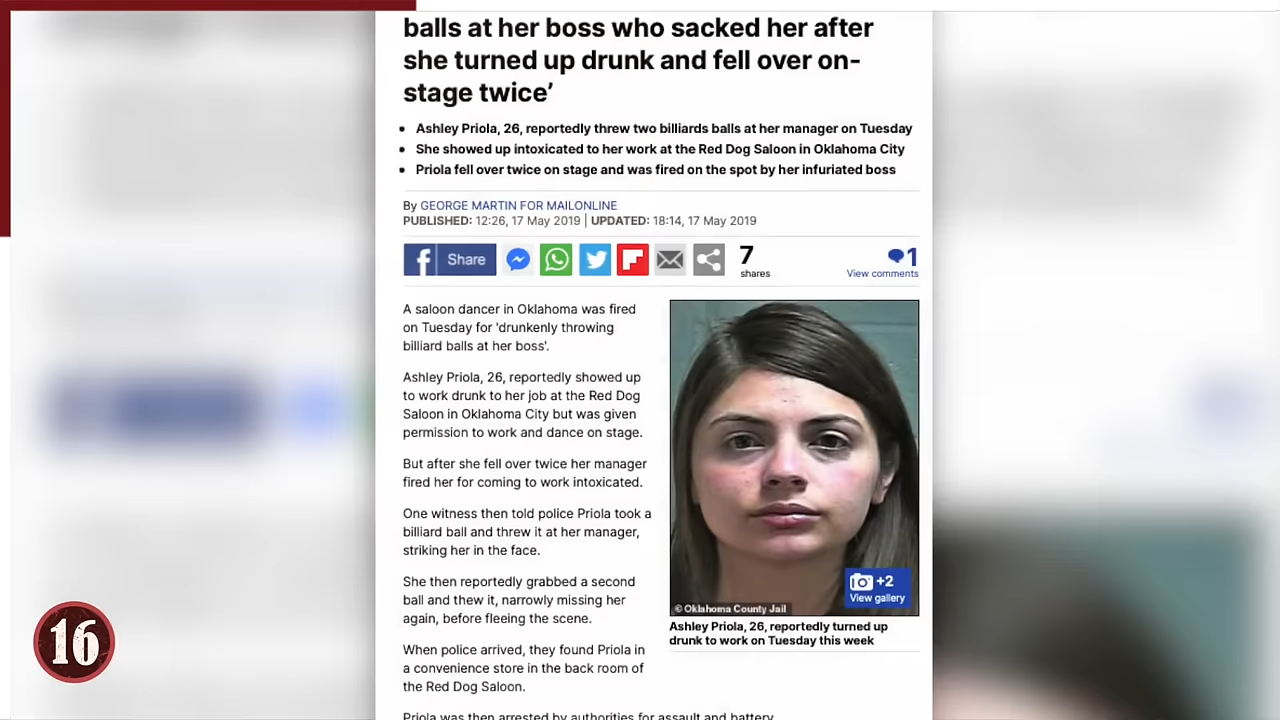 balls at her boss who sacked her after
she turned up drunk and fell over on-
stage twice’
Ashley Priola, 26, reportedly threw two billiards balls at her manager on Tuesday
She showed up intoxicated to her work at the Red Dog Saloon in Oklahoma City
Priola fell over twice on stage and was fired on the spot by her infuriated boss
By GEORGE MARTIN FOR MAILONLINE
PUBLISHED: 12:26, 17 May 2019 | UPDATED: 18:14, 17 May 2019
f Share
7
shares
1
View comments
A saloon dancer in Oklahoma was fired
on Tuesday for 'drunkenly throwing
billiard balls at her boss'.
Ashley Priola, 26, reportedly showed up
to work drunk to her job at the Red Dog
Saloon in Oklahoma City but was given
permission to work and dance on stage.
But after she fell over twice her manager
fired her for coming to work intoxicated.
One witness then told police Priola took a
billiard ball and threw it at her manager,
striking her in the face.
She then reportedly grabbed a second
ball and thew it, narrowly missing her
again, before fleeing the scene.
When police arrived, they found Priola in
a convenience store in the back room of
the Red Dog Saloon.
Priola was then arrested by authorities for assault and battery
+2
View gallery
© Oklahoma County Jail
Ashley Priola, 26, reportedly turned up
drunk to work on Tuesday this week
16